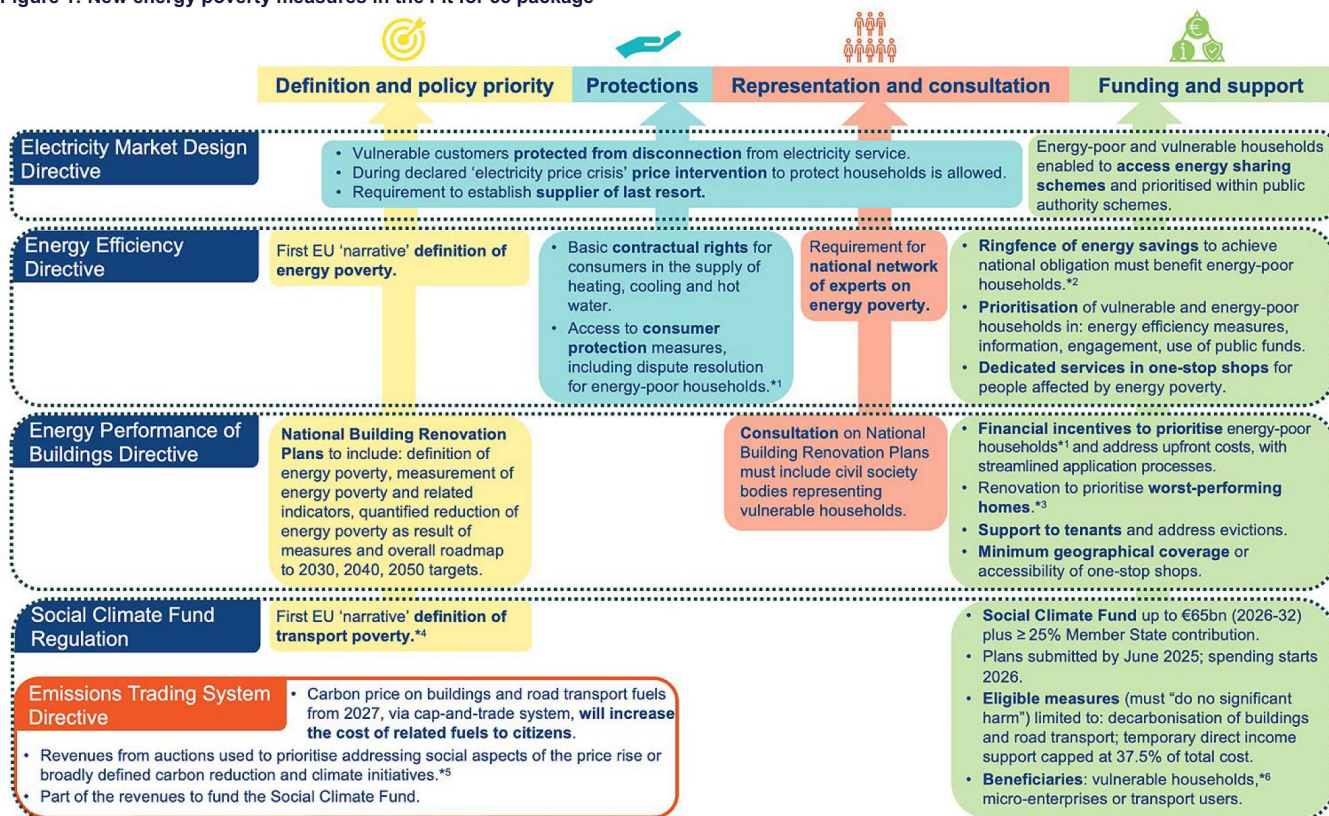 Figure 1: New energy poverty measures in the Fit for 55 package
Definition and policy priority
Protections
Representation and consultation
Funding and support
Electricity Market Design
Directive
• Vulnerable customers protected from disconnection from electricity service.
• During declared ‘electricity price crisis’ price intervention to protect households is allowed.
• Requirement to establish supplier of last resort.
Energy-poor and vulnerable households
enabled to access energy sharing
schemes and prioritised within public
authority schemes.
Energy Efficiency
Directive
First EU ‘narrative’ definition of
energy poverty.
• Basic contractual rights for
consumers in the supply of
heating, cooling and hot
water.
• Access to consumer
protection measures,
including dispute resolution
for energy-poor households.*1
Requirement for
national network
of experts on
energy poverty.
• Ringfence of energy savings to achieve
national obligation must benefit energy-poor
households.*2
• Prioritisation of vulnerable and energy-poor
households in: energy efficiency measures,
information, engagement, use of public funds.
• Dedicated services in one-stop shops for
people affected by energy poverty.
Energy Performance of
Buildings Directive
National Building Renovation
Plans to include: definition of
energy poverty, measurement of
energy poverty and related
indicators, quantified reduction of
energy poverty as result of
measures and overall roadmap
to 2030, 2040, 2050 targets.
Consultation on National
Building Renovation Plans
must include civil society
bodies representing
vulnerable households.
• Financial incentives to prioritise energy-poor
households*1 and address upfront costs, with
streamlined application processes.
• Renovation to prioritise worst-performing
homes.*3
• Support to tenants and address evictions.
• Minimum geographical coverage or
accessibility of one-stop shops.
Social Climate Fund
Regulation
First EU ‘narrative’ definition of
transport poverty.*4
• Social Climate Fund up to €65bn (2026-32)
plus ≥ 25% Member State contribution.
• Plans submitted by June 2025; spending starts
2026.
• Eligible measures (must “do no significant
harm”) limited to: decarbonisation of buildings
and road transport; temporary direct income
support capped at 37.5% of total cost.
• Beneficiaries: vulnerable households,*6
micro-enterprises or transport users.
Emissions Trading System
Directive
• Carbon price on buildings and road transport fuels
from 2027, via cap-and-trade system, will increase
the cost of related fuels to citizens.
• Revenues from auctions used to prioritise addressing social aspects of the price rise or
broadly defined carbon reduction and climate initiatives.*5
• Part of the revenues to fund the Social Climate Fund.